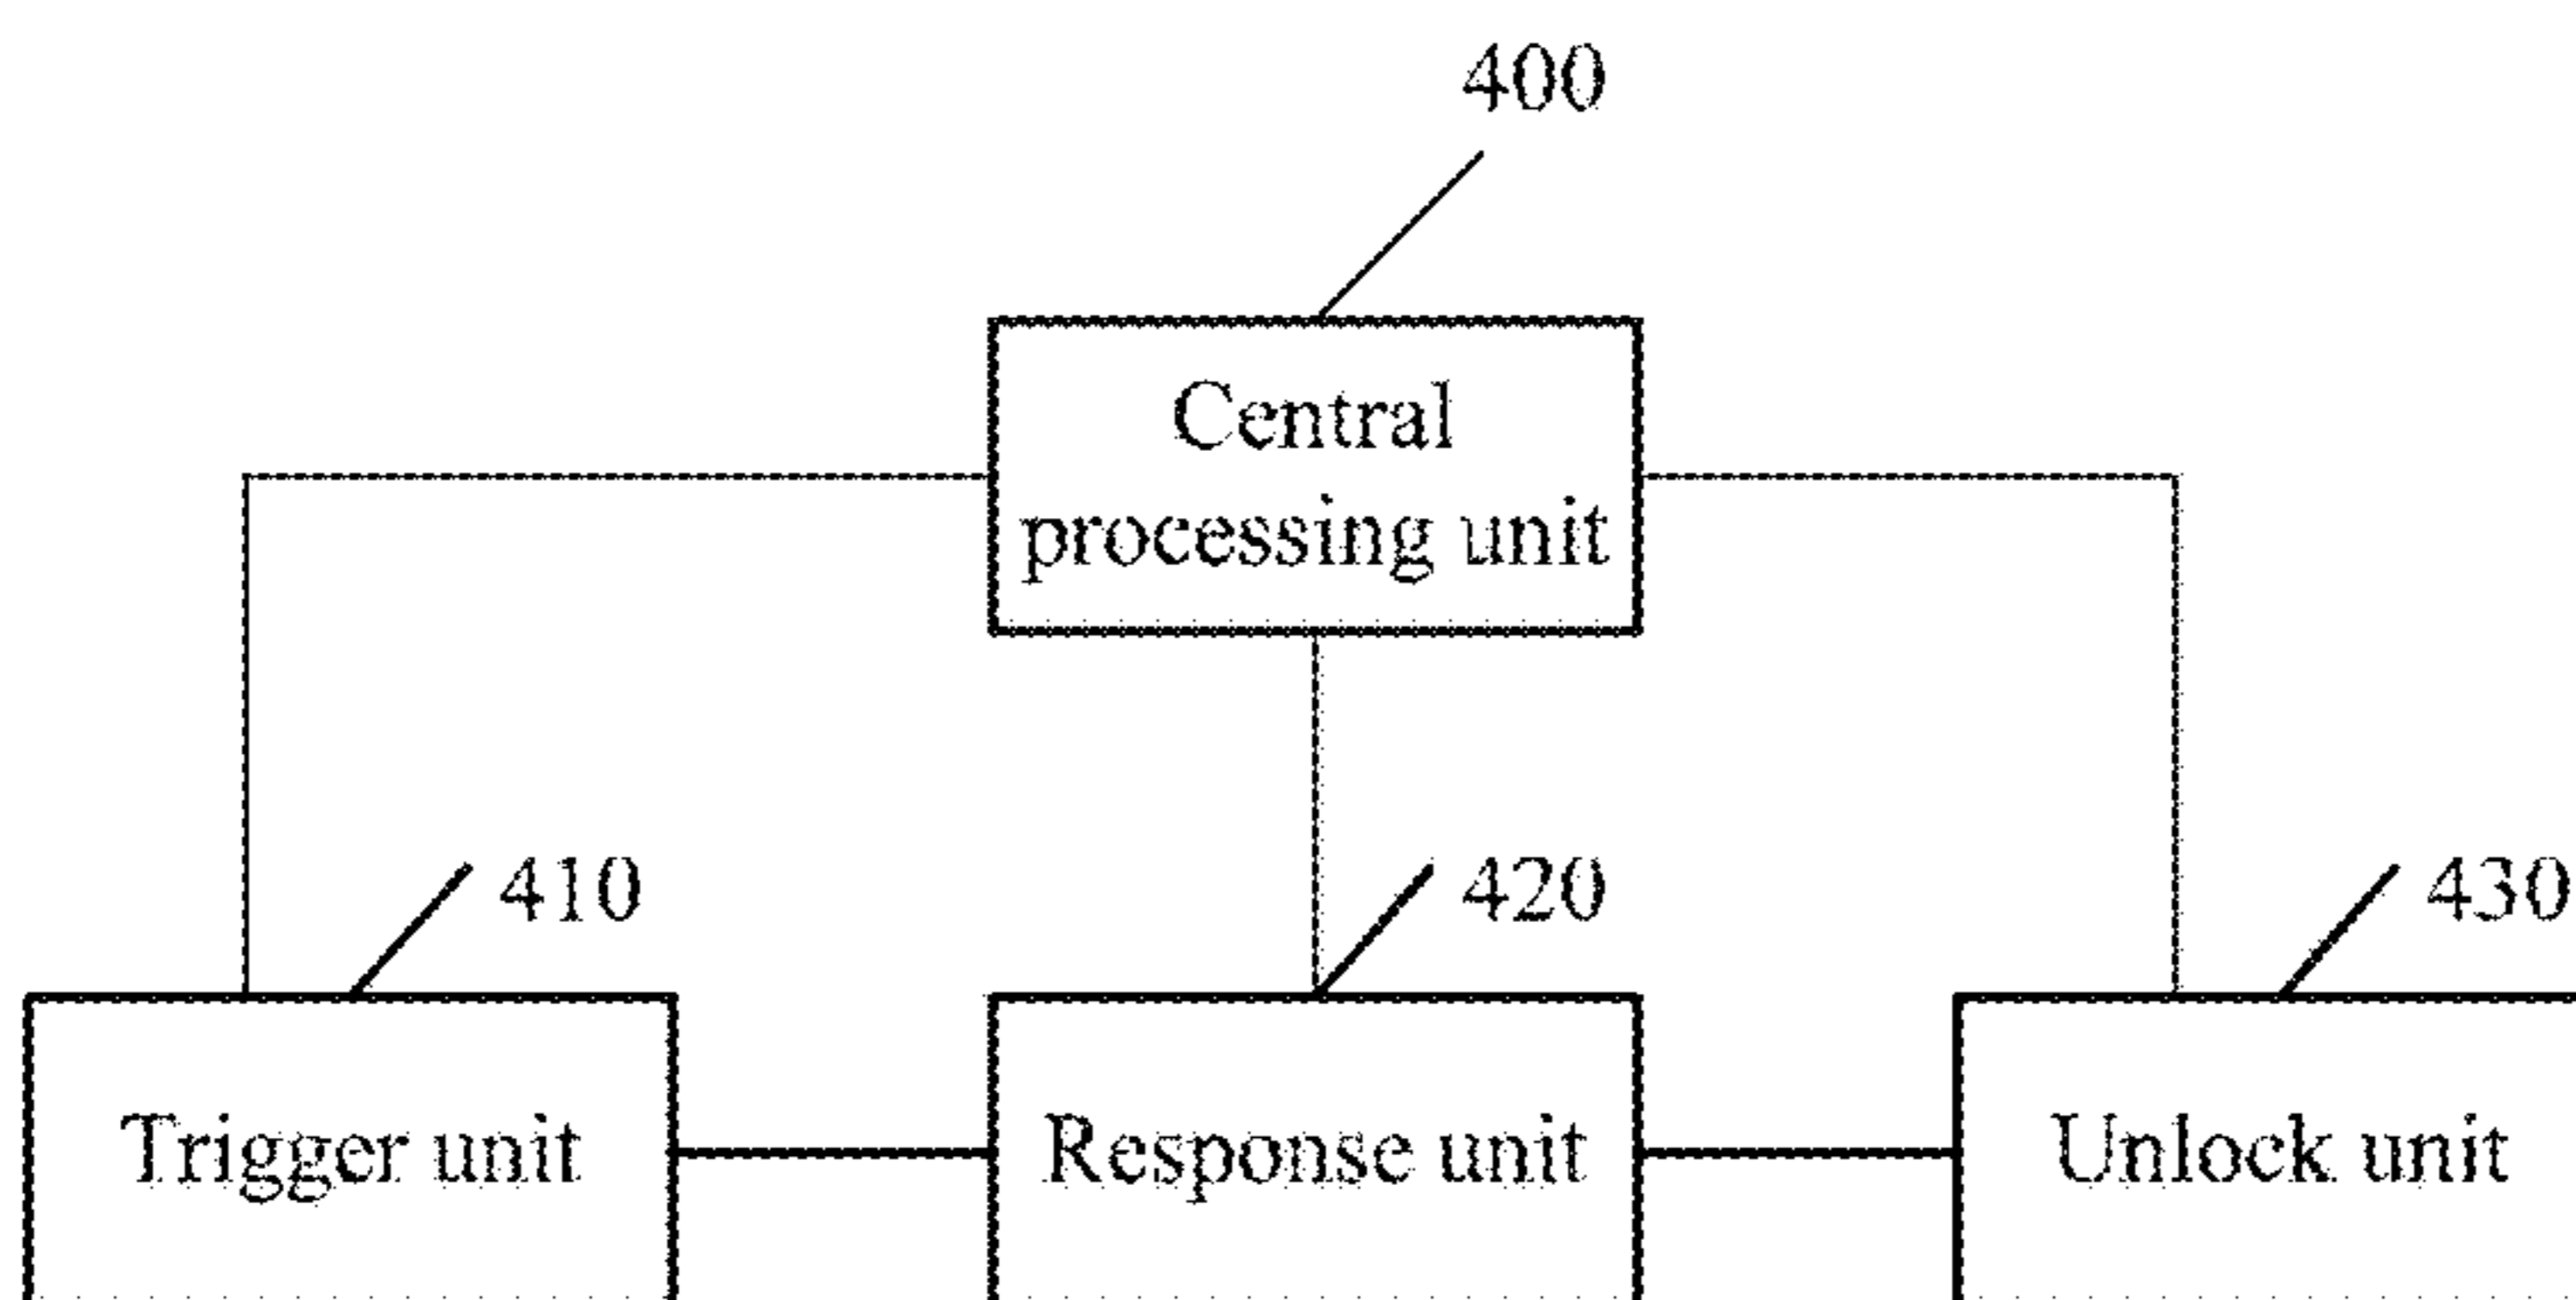 400
Central
processing unit
410
420
430
Trigger unit
Response unit
Unlock unit